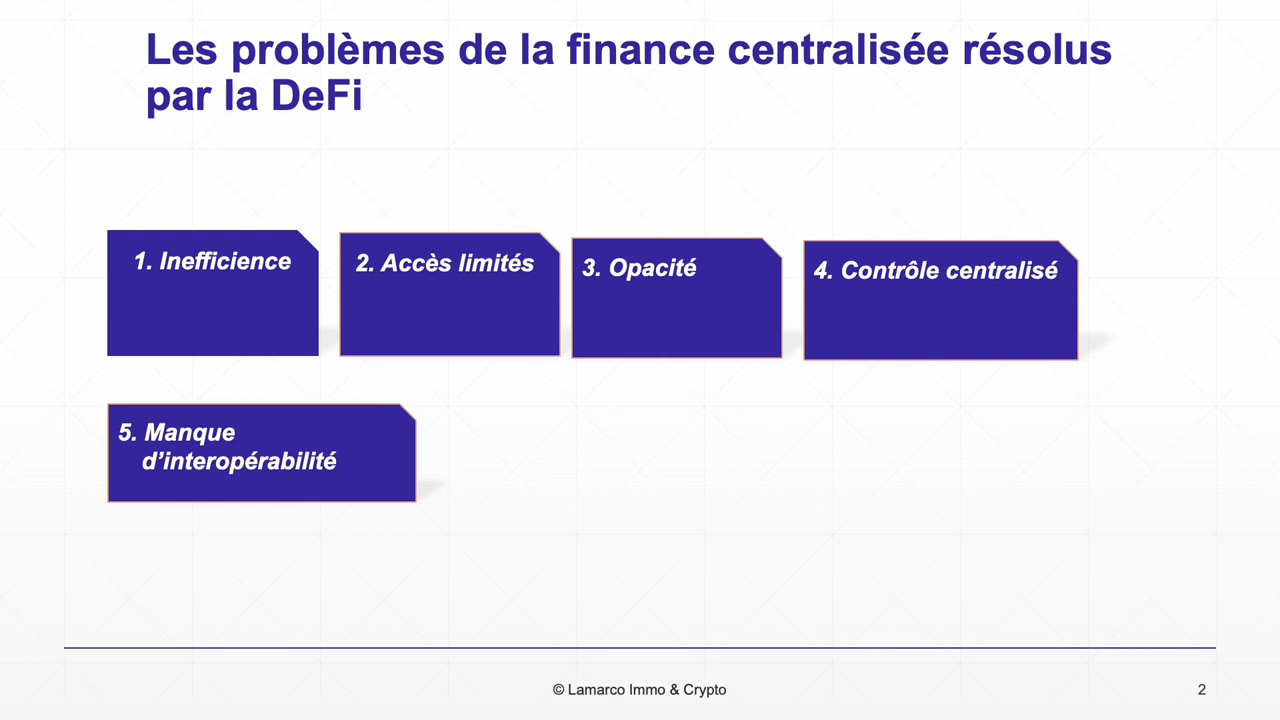 Les problèmes de la finance centralisée résolus
par la DeFi
1. Inefficience
2. Accès limités
3. Opacité
4. Contrôle centralisé
5. Manque
d’interopérabilité
© Lamarco Immo & Crypto
2